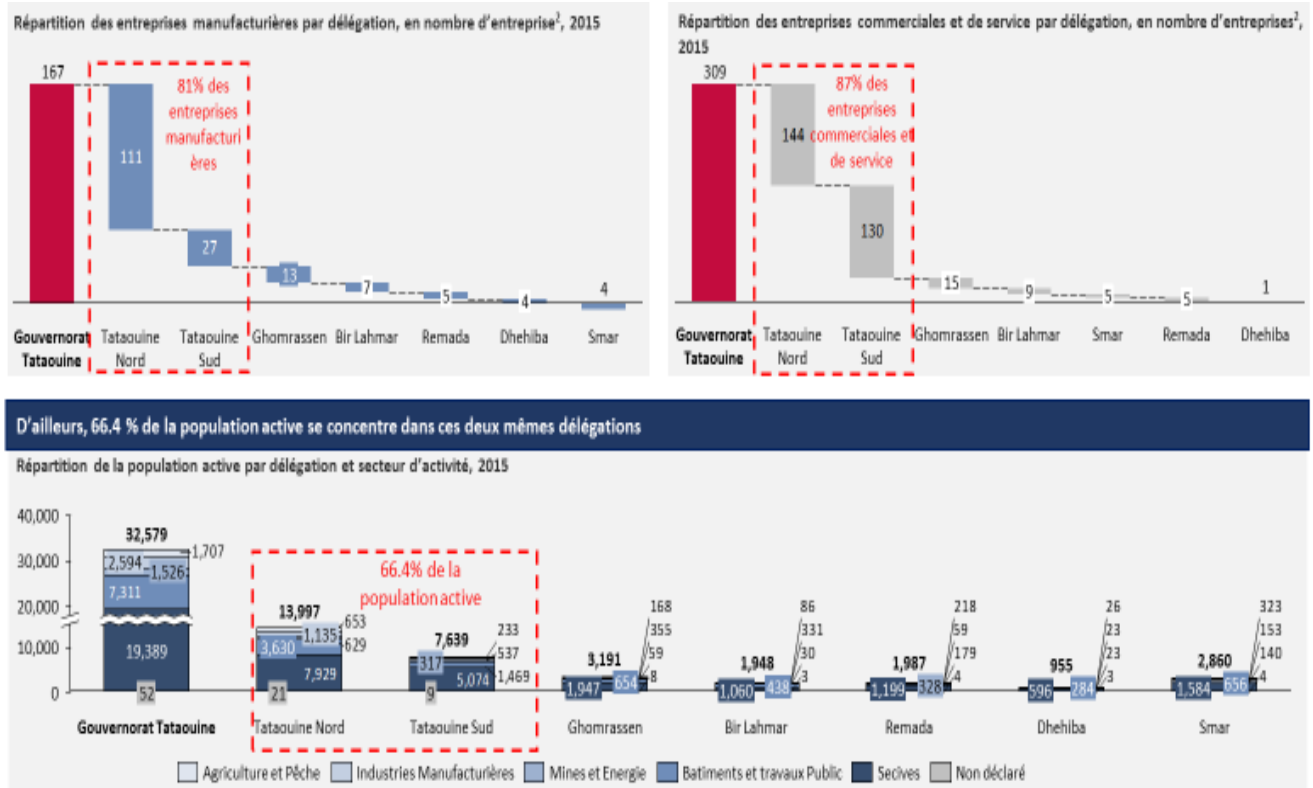 Répartition des entreprises manufacturières par délégation, en nombre d'entreprise², 2015
167
81% des
entreprises
manufacturi
ères
111
27
13
7
5
4
4
Gouvernorat
Tataouine
Tataouine
Nord
Tataouine
Sud
Ghomrassen
Bir Lahmar
Remada
Dhehiba
Smar
Répartition des entreprises commerciales et de service par délégation, en nombre d'entreprises²,
2015
309
87% des
entreprises
commerciales et
de service
144
130
15
9
5
5
1
Gouvernorat
Tataouine
Tataouine
Nord
Tataouine
Sud
Ghomrassen
Bir Lahmar
Smar
Remada
Dhehiba
D'ailleurs, 66.4 % de la population active se concentre dans ces deux mêmes délégations
Répartition de la population active par délégation et secteur d'activité, 2015
40,000
30,000
20,000
10,000
0
32,579
1,707
2,594
1,526
7,311
19,389
52
66.4% de la
population active
13,997
653
1,135
629
3,630
7,929
21
7,639
233
537
317
1,469
5,074
9
168
355
59
8
3,191
1,947
654
86
331
30
3
1,948
1,060
438
218
59
179
4
1,987
1,199
328
26
23
23
3
955
596
284
323
153
140
4
2,860
1,584
656
Gouvernorat Tataouine
Tataouine Nord
Tataouine Sud
Ghomrassen
Bir Lahmar
Remada
Dhehiba
Smar
Agriculture et Pêche
Industries Manufacturières
Mines et Energie
Batiments et travaux Public
Secives
Non déclaré